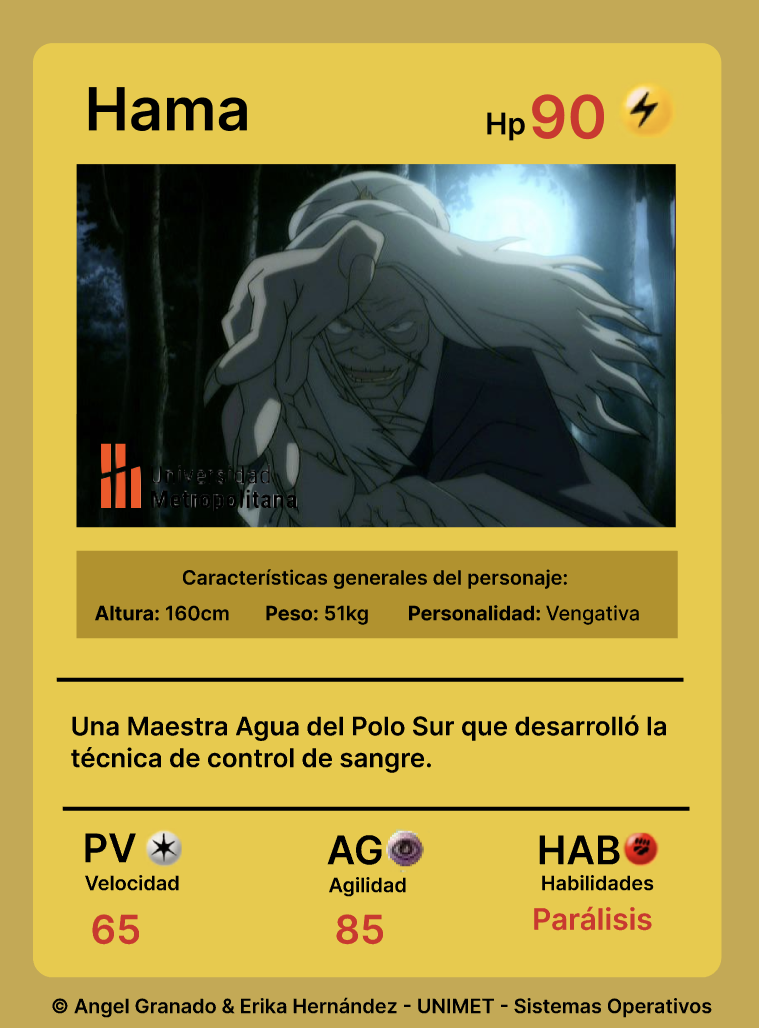 Hama
Hp 90
Universidad
Metropolitana
Características generales del personaje:
Altura: 160cm Peso: 51kg Personalidad: Vengativa
Una Maestra Agua del Polo Sur que desarrolló la
técnica de control de sangre.
PV AG HAB
Velocidad Agilidad Habilidades
65 85 Parálisis
© Angel Granado & Erika Hernández - UNIMET - Sistemas Operativos